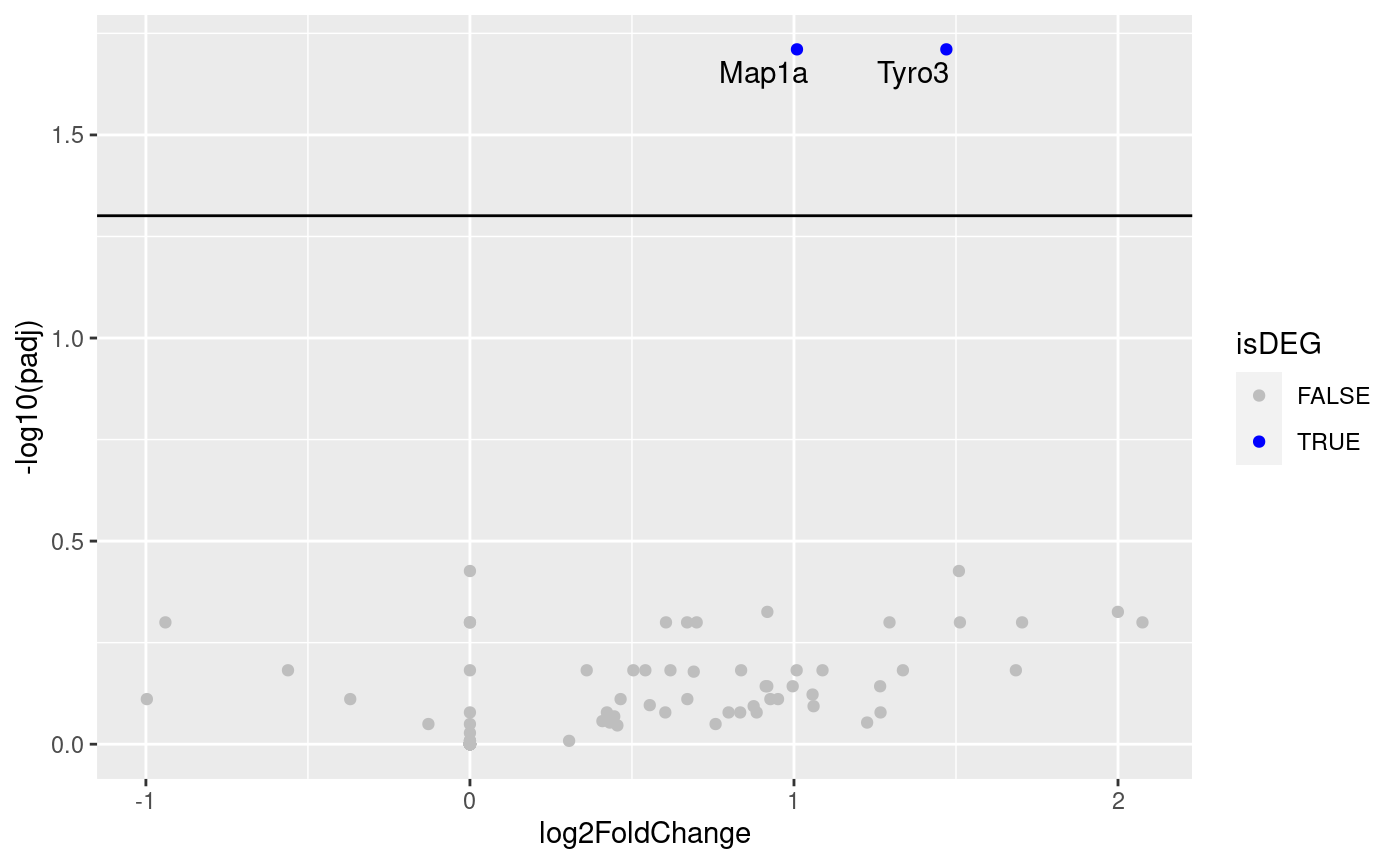 Map1a
Tyro3
1.5
1.0
0.5
0.0
-log10(padj)
-1
0
1
2
log2FoldChange
isDEG
FALSE
TRUE